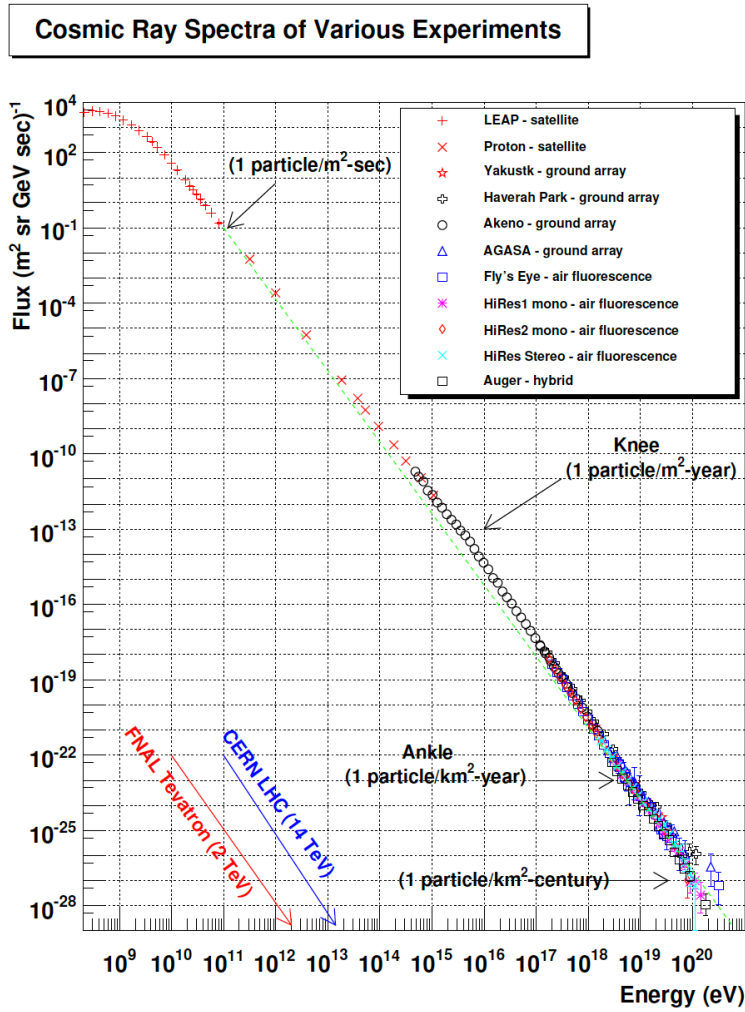 Cosmic Ray Spectra of Various Experiments
Flux (m² sr GeV sec)⁻¹
10⁴
10²
10⁻¹
10⁻⁴
10⁻⁷
10⁻¹⁰
10⁻¹³
10⁻¹⁶
10⁻¹⁹
10⁻²²
10⁻²⁵
10⁻²⁸
(1 particle/m²-sec)
LEAP - satellite
Proton - satellite
Yakustk - ground array
Haverah Park - ground array
Akeno - ground array
AGASA - ground array
Fly's Eye - air fluorescence
HiRes1 mono - air fluorescence
HiRes2 mono - air fluorescence
HiRes Stereo - air fluorescence
Auger - hybrid
Knee
(1 particle/m²-year)
Ankle
(1 particle/km²-year)
(1 particle/km²-century)
FNAL Tevatron (2 TeV)
CERN LHC (14 TeV)
10⁹ 10¹⁰ 10¹¹ 10¹² 10¹³ 10¹⁴ 10¹⁵ 10¹⁶ 10¹⁷ 10¹⁸ 10¹⁹ 10²⁰
Energy (eV)